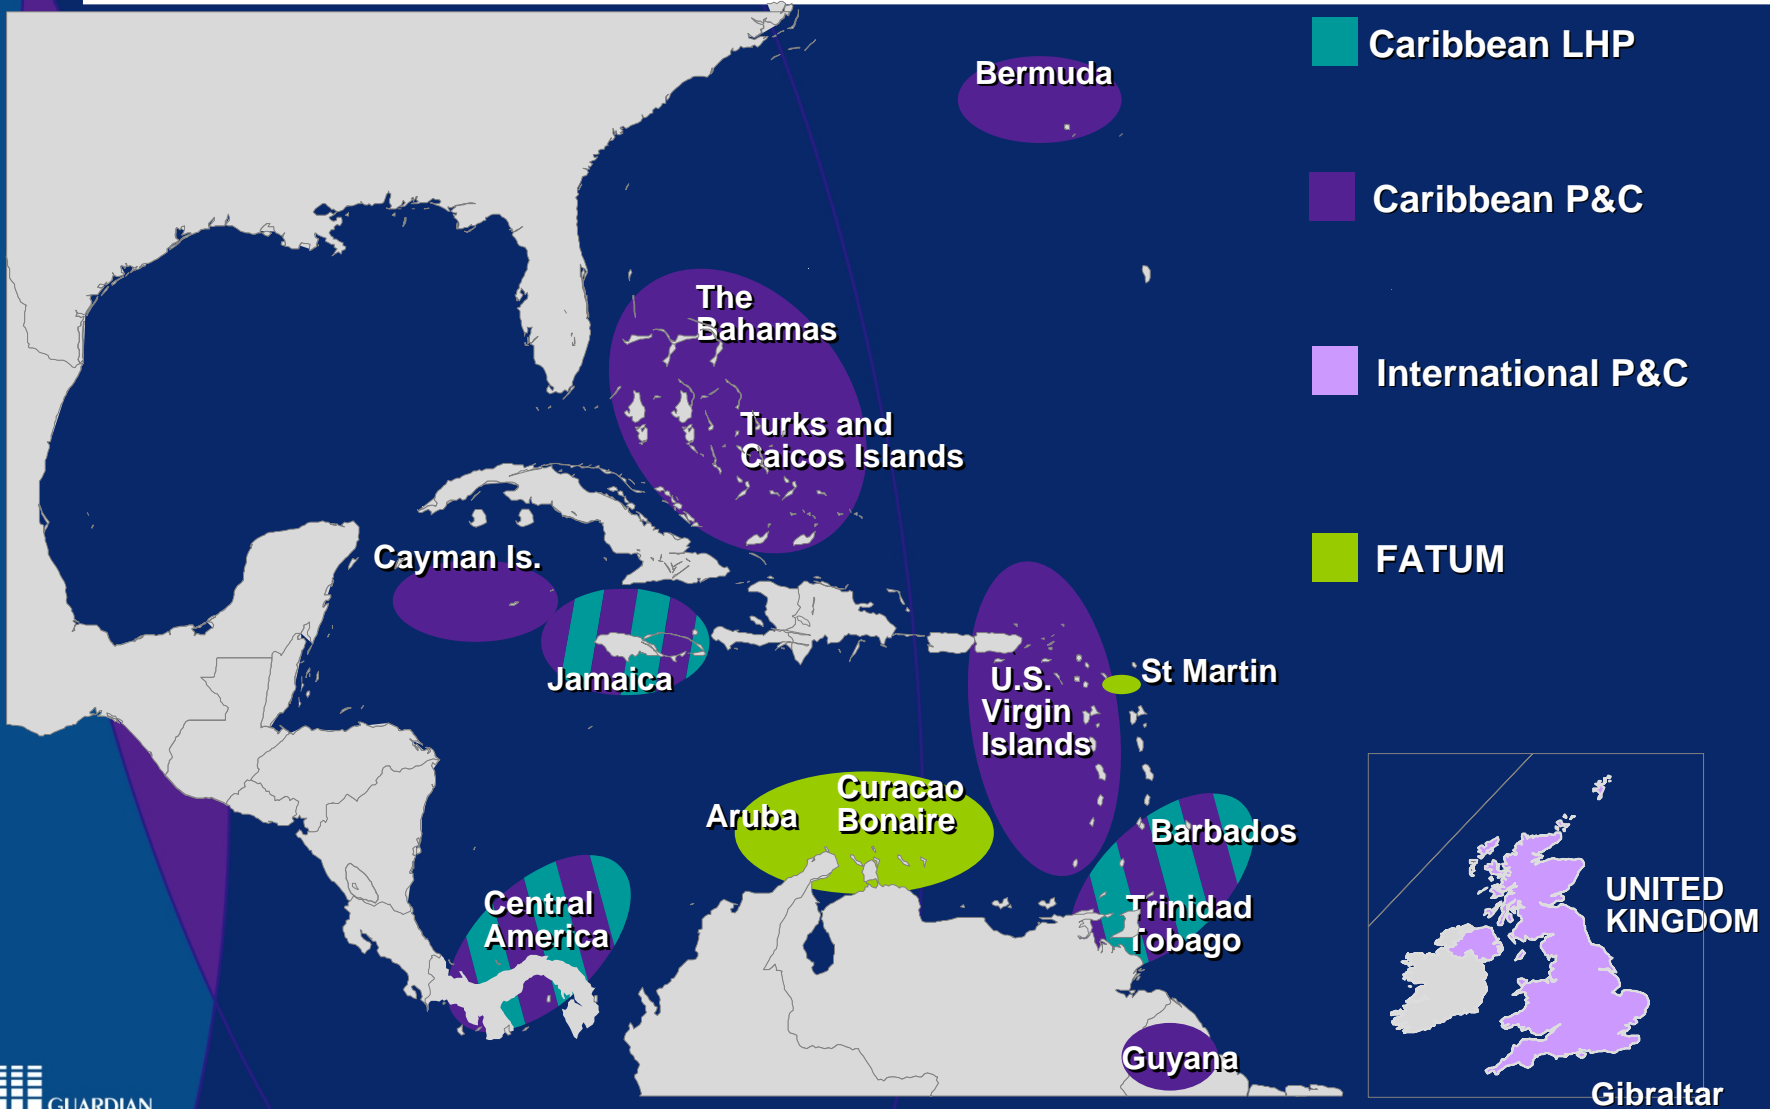 Caribbean LHP
Bermuda
Caribbean P&C
The
Bahamas
International P&C
Turks and
Caicos Islands
Cayman Is.
FATUM
Jamaica
U.S.
Virgin
Islands
St Martin
Aruba
Curacao
Bonaire
Barbados
Central
America
Trinidad
Tobago
UNITED
KINGDOM
Guyana
Gibraltar
GUARDIAN